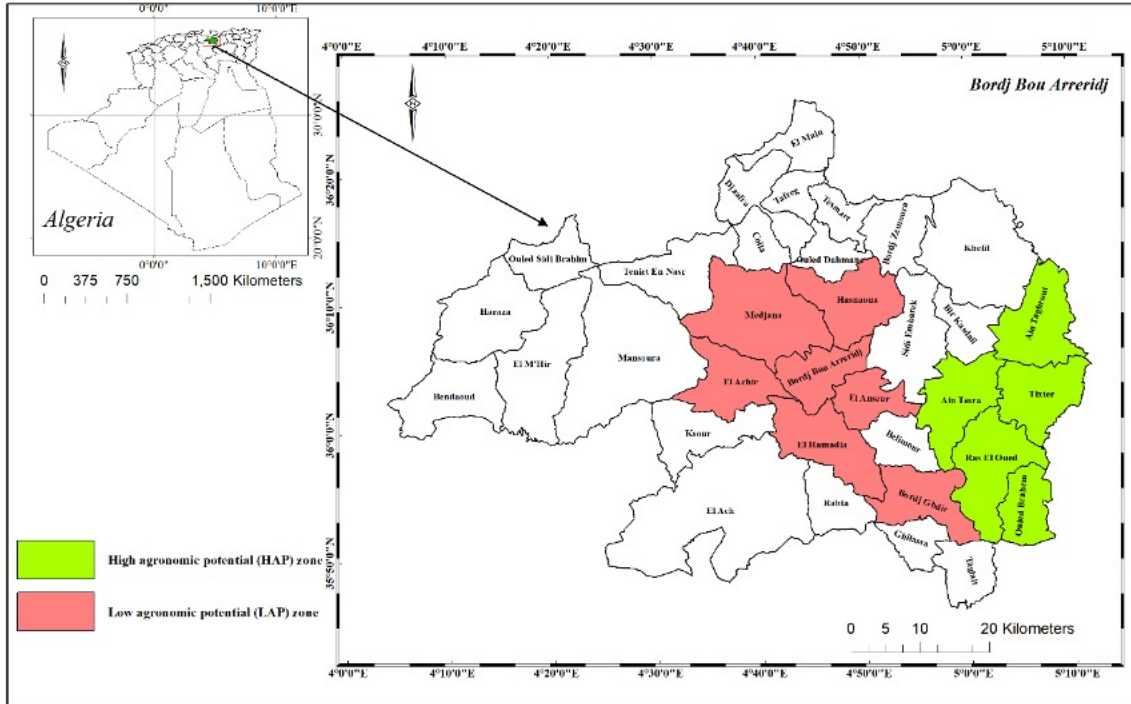 0°0'0"E 10°0'0"E
30°0'0"N
20°0'0"N
Algeria
0°0'0"E 10°0'0"E
0 375 750 1,500 Kilometers
4°0'0"E 4°10'0"E 4°20'0"E 4°30'0"E 4°40'0"E 4°50'0"E 5°0'0"E 5°10'0"E
Bordj Bou Arreridj
36°20'0"N
36°10'0"N
36°0'0"N
35°50'0"N
El Main
Djaafra
Tafreg
Tesmart
Bordj Zemoura
Khelil
Colla
Ouled Dahmane
Ouled Sidi Brahim
Teniet En Nasr
Haraza
El M'Hir
Mansoura
Bendaoud
Medjana
Hasnaoua
Sidi Embarek
Bir Kasdali
Ain Taghrout
El Achir
Bordj Bou Arreridj
El Anseur
Ain Tesra
Tixter
Ksour
El Hamadia
Belimour
Ras El Oued
Ouled Brahem
El Ach
Rabta
Bordj Ghdir
Ghilassa
Taglait
High agronomic potential (HAP) zone
Low agronomic potential (LAP) zone
0 5 10 20 Kilometers
4°0'0"E 4°10'0"E 4°20'0"E 4°30'0"E 4°40'0"E 4°50'0"E 5°0'0"E 5°10'0"E